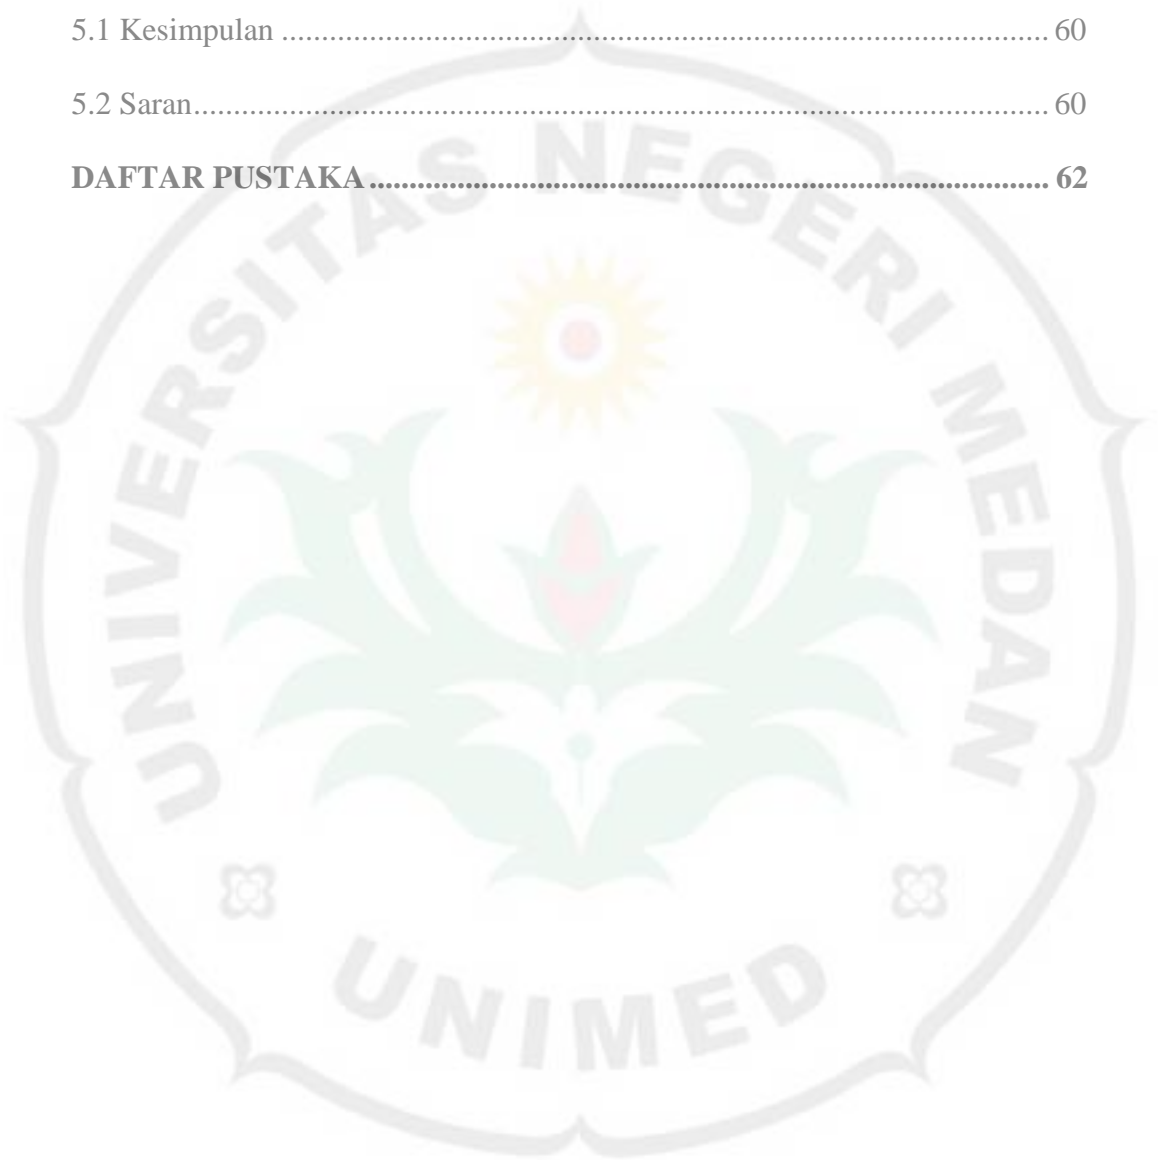 5.1 Kesimpulan ................................................................................................ 60
5.2 Saran........................................................................................................... 60
DAFTAR PUSTAKA..................................................................................... 62
UNIVERSITAS NEGERI MEDAN
UNIMED